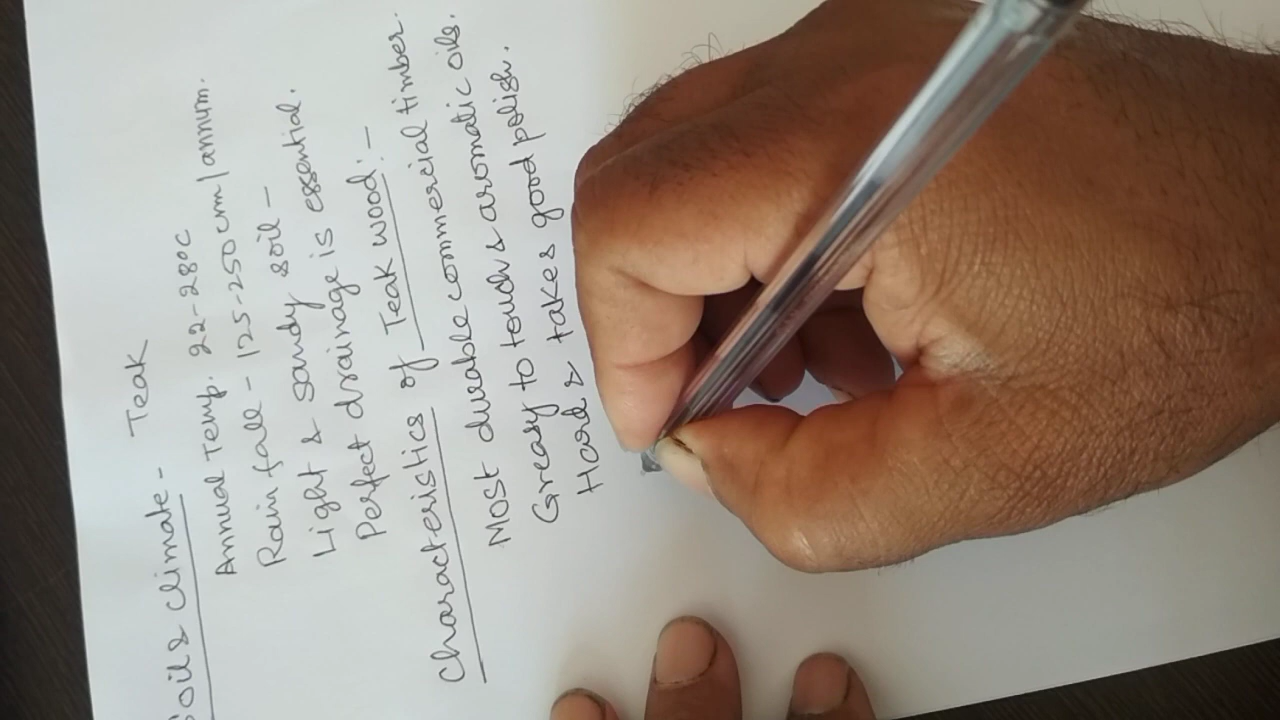 Soil & climate - Teak
Annual Temp. 22-28oc
Rain fall - 125-250 cm/annum.
Light & sandy soil -
Perfect drainage is essential.
Characteristics of Teak wood:-
Most durable commercial timber.
Greasy to touch & aromatic oils.
Hard & takes good polish.